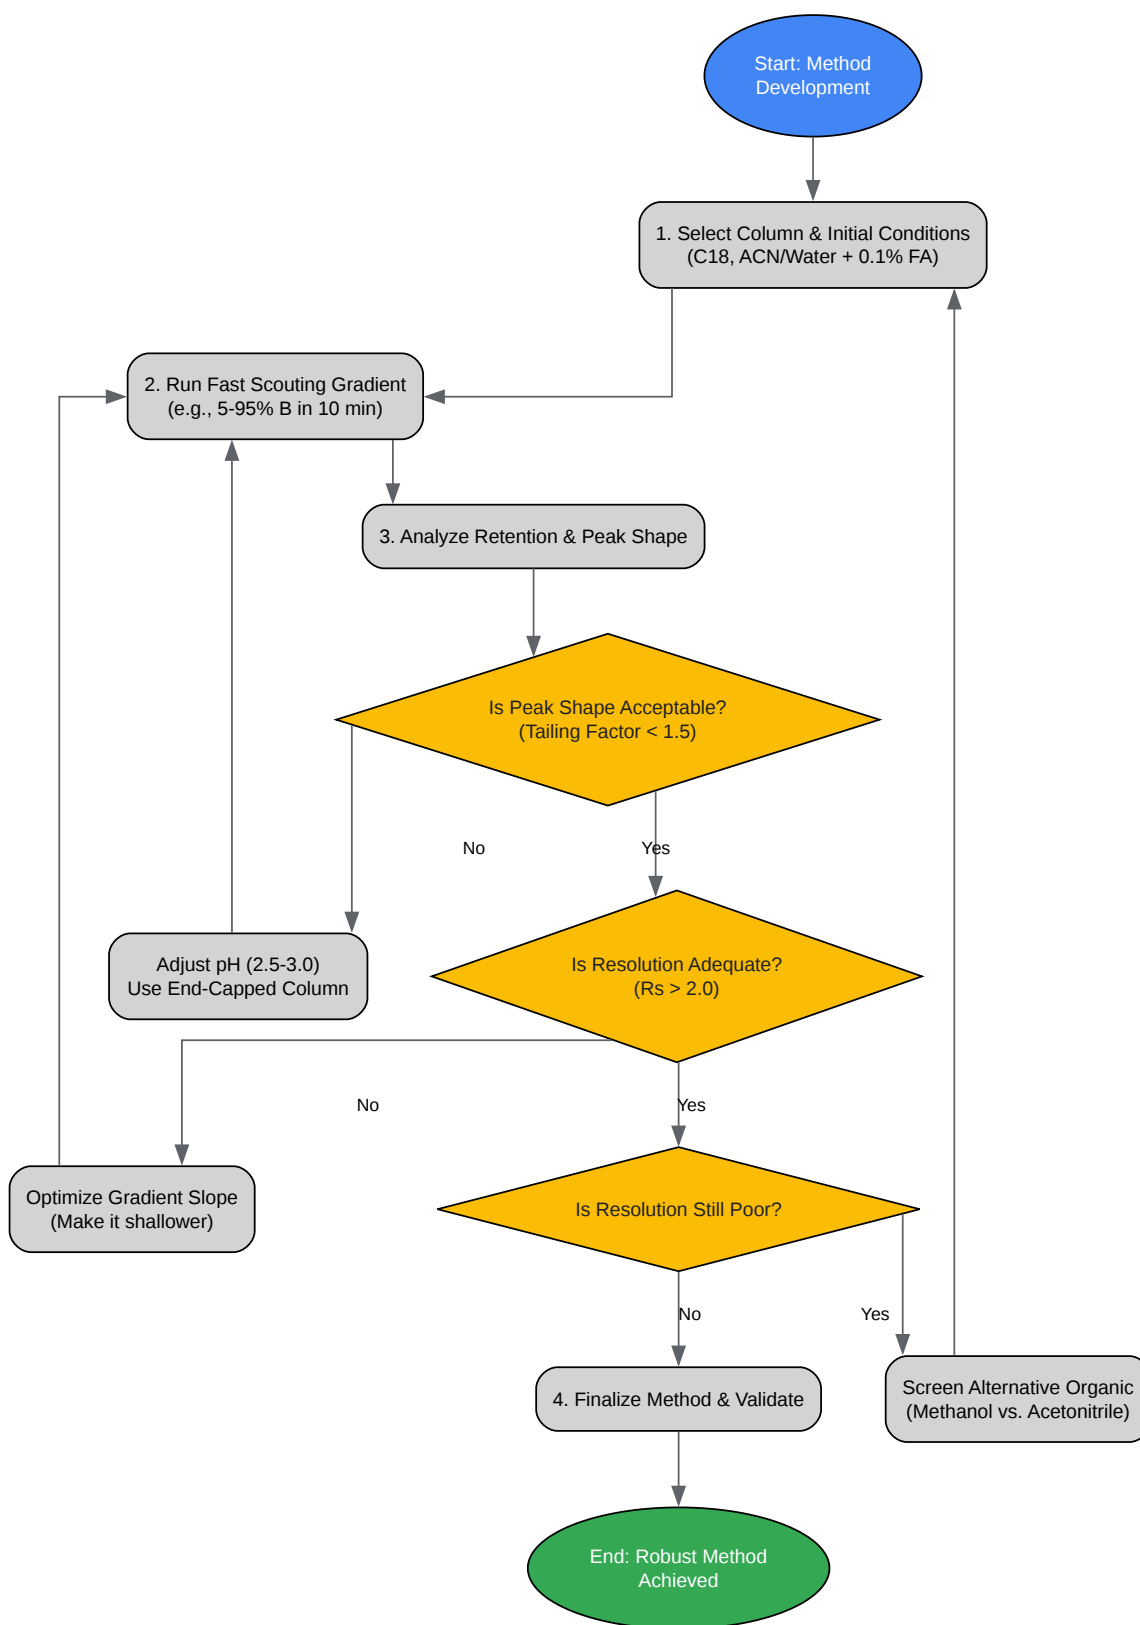 Start: Method
Development
1. Select Column & Initial Conditions
(C18, ACN/Water + 0.1% FA)
2. Run Fast Scouting Gradient
(e.g., 5-95% B in 10 min)
3. Analyze Retention & Peak Shape
Is Peak Shape Acceptable?
(Tailing Factor < 1.5)
No
Yes
Adjust pH (2.5-3.0)
Use End-Capped Column
Is Resolution Adequate?
(Rs > 2.0)
No
Yes
Optimize Gradient Slope
(Make it shallower)
Is Resolution Still Poor?
No
Yes
4. Finalize Method & Validate
Screen Alternative Organic
(Methanol vs. Acetonitrile)
End: Robust Method
Achieved